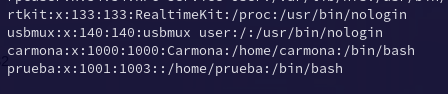 rtkit:x:133:133:RealtimeKit:/proc:/usr/bin/nologin
usbmux:x:140:140:usbmux user:/:/usr/bin/nologin
carmona:x:1000:1000:Carmona:/home/carmona:/bin/bash
prueba:x:1001:1003::/home/prueba:/bin/bash